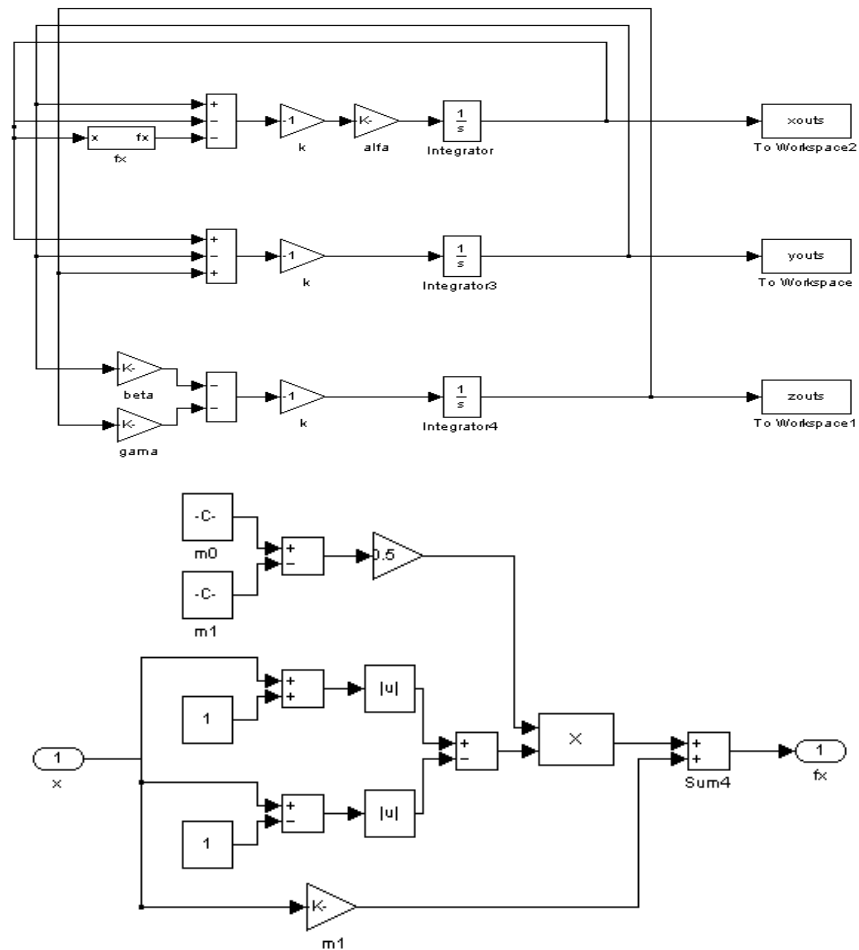 +
−
−
x fx
fx
-1
k
K-
alfa
1
s
Integrator
xouts
To Workspace2
+
−
+
-1
k
1
s
Integrator3
youts
To Workspace
K-
beta
K-
gama
−
−
-1
k
1
s
Integrator4
zouts
To Workspace1
-C-
m0
-C-
m1
+
−
0.5
1
x
1
+
+
|u|
1
+
−
|u|
+
−
X
K-
m1
+
+
Sum4
1
fx